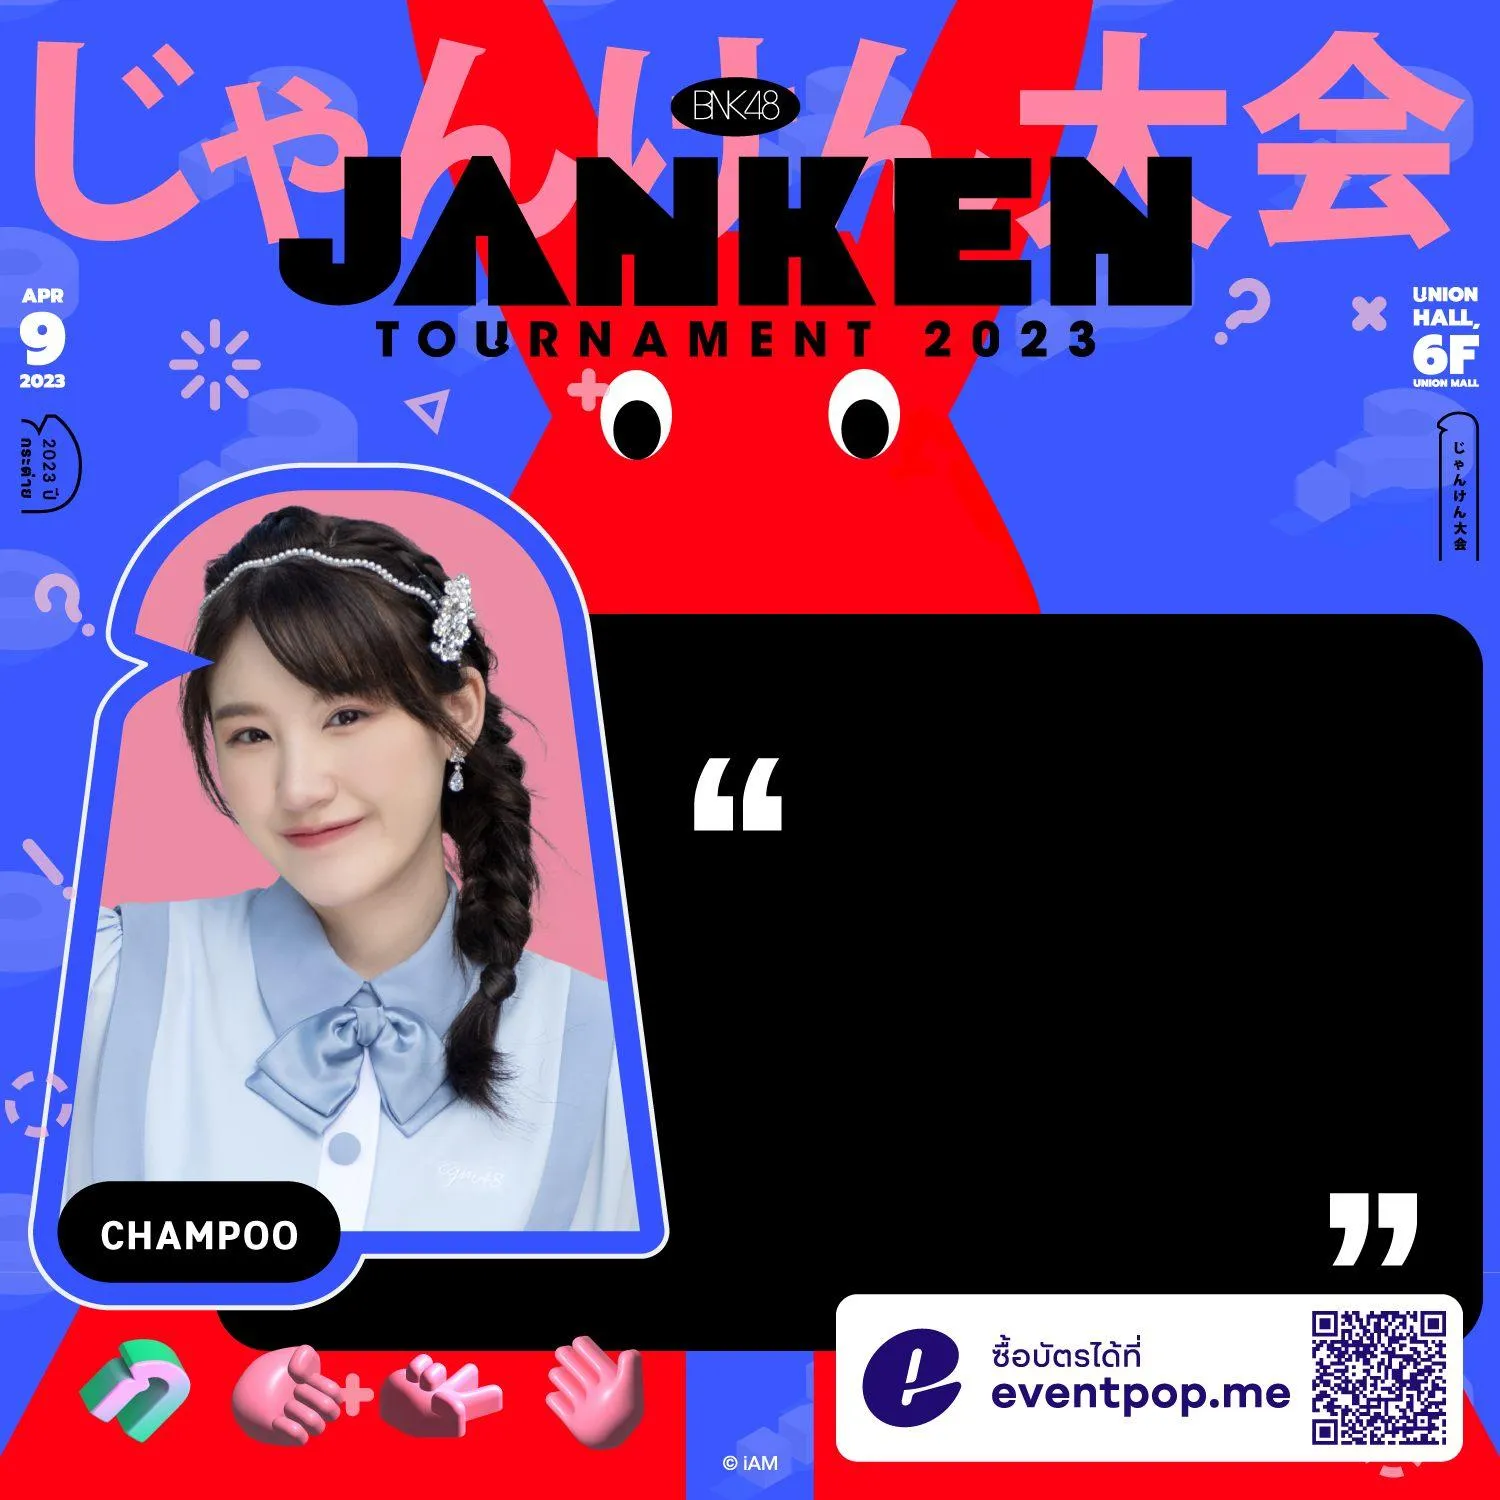 じゃんけん大会
BNK48
JANKEN
TOURNAMENT 2023
APR
9
2023
UNION
HALL,
6F
UNION MALL
2023 ปี
กระต่าย
じゃんけん大会
“
cgm48
CHAMPOO
”
ซื้อบัตรได้ที่
eventpop.me
© iAM